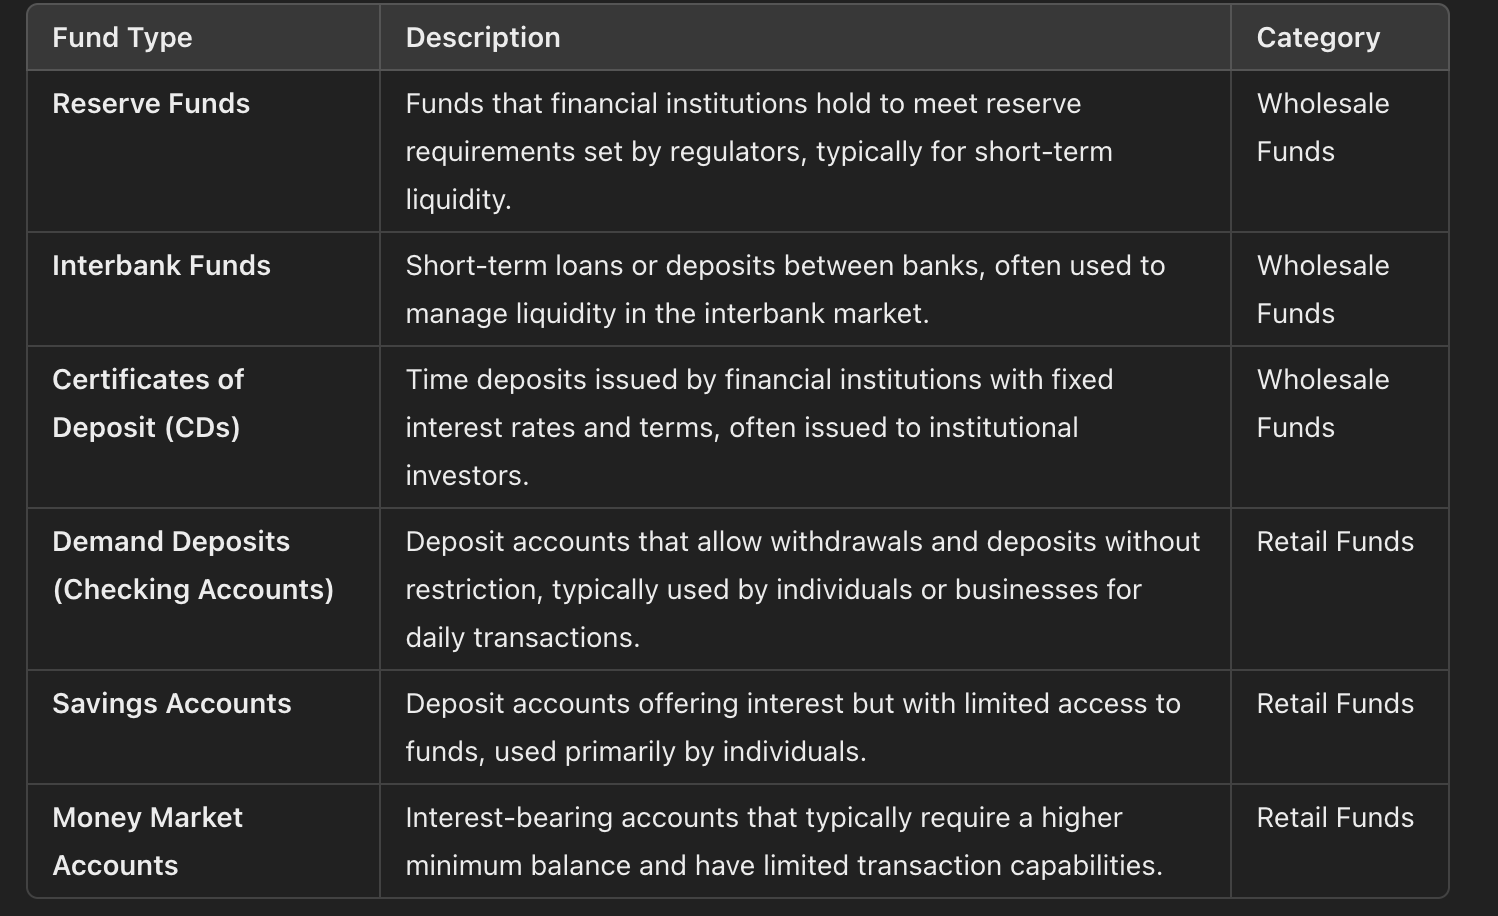 Fund Type
Description
Category
Reserve Funds
Funds that financial institutions hold to meet reserve
requirements set by regulators, typically for short-term
liquidity.
Wholesale
Funds
Interbank Funds
Short-term loans or deposits between banks, often used to
manage liquidity in the interbank market.
Wholesale
Funds
Certificates of
Deposit (CDs)
Time deposits issued by financial institutions with fixed
interest rates and terms, often issued to institutional
investors.
Wholesale
Funds
Demand Deposits
(Checking Accounts)
Deposit accounts that allow withdrawals and deposits without
restriction, typically used by individuals or businesses for
daily transactions.
Retail Funds
Savings Accounts
Deposit accounts offering interest but with limited access to
funds, used primarily by individuals.
Retail Funds
Money Market
Accounts
Interest-bearing accounts that typically require a higher
minimum balance and have limited transaction capabilities.
Retail Funds